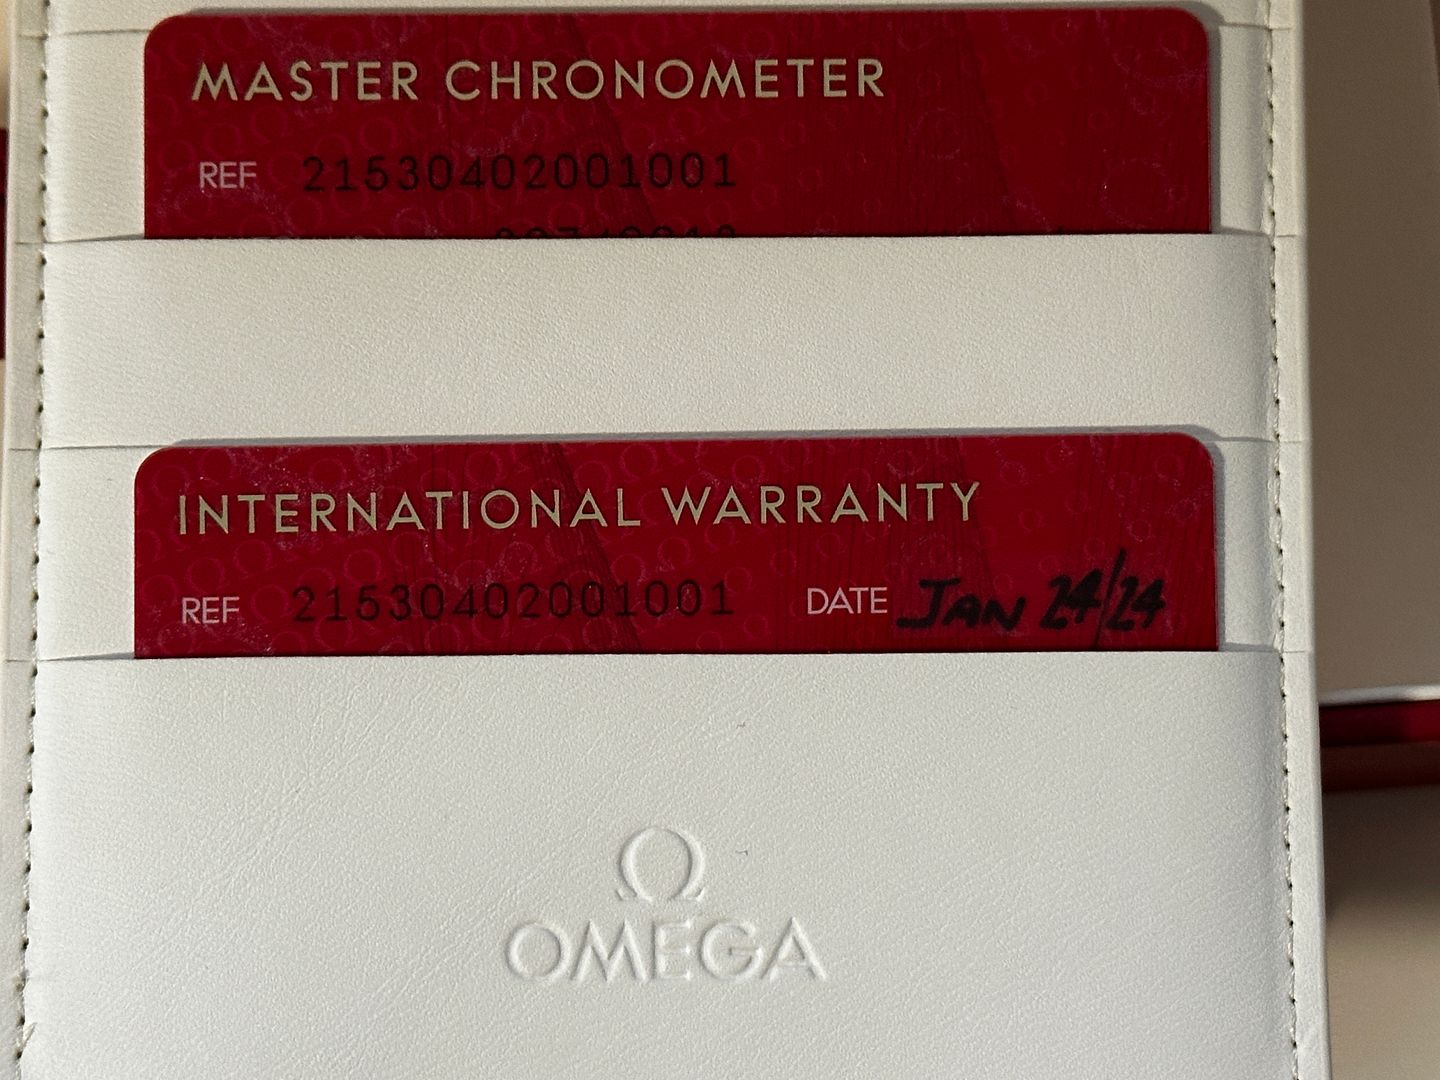 MASTER CHRONOMETER
REF 21530402001001
INTERNATIONAL WARRANTY
REF 21530402001001 DATE JAN 24/24
Ω
OMEGA